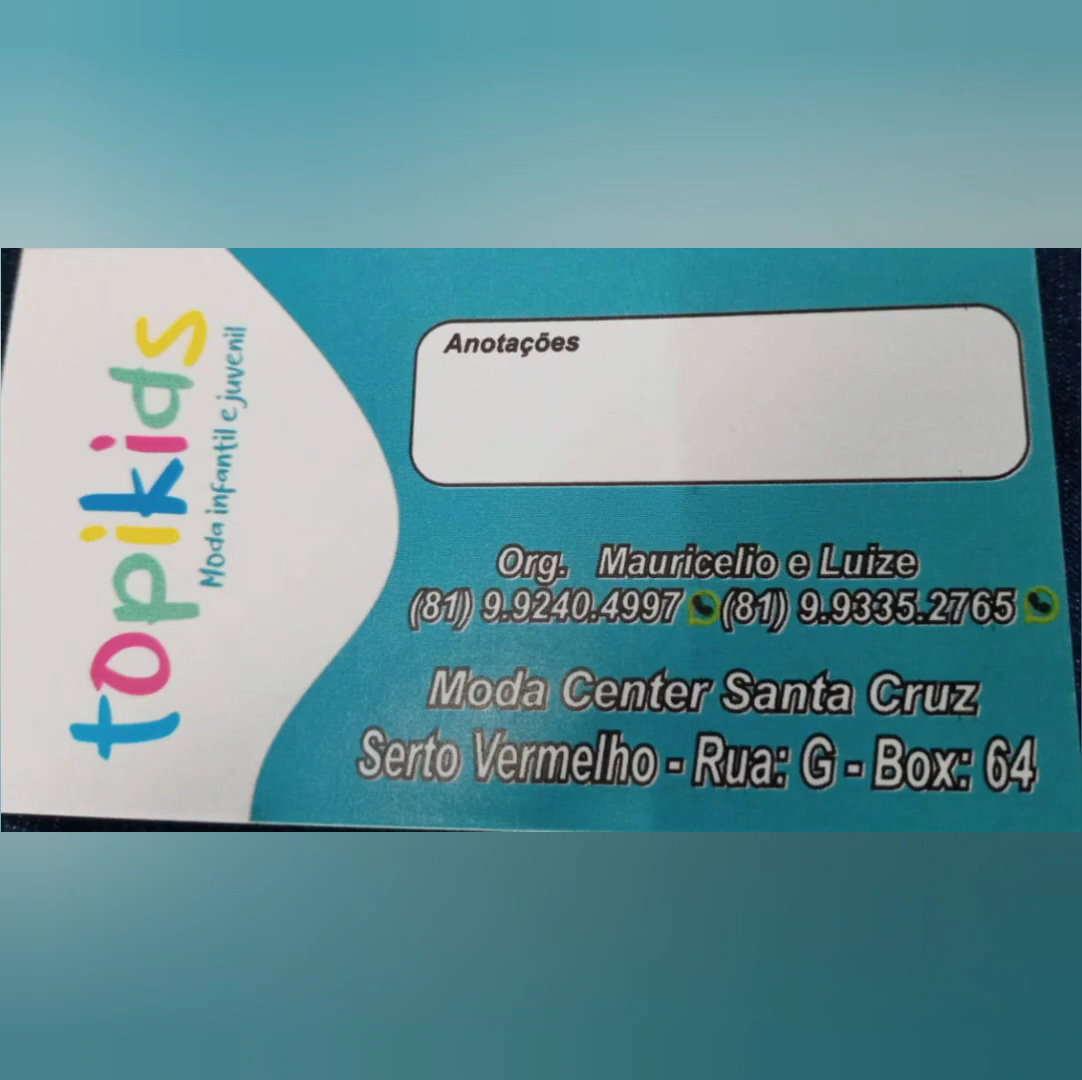 topikids
Moda infantil e juvenil
Anotações
Org. Mauricelio e Luize
(81) 9.9240.4997 (81) 9.9335.2765
Moda Center Santa Cruz
Serto Vermelho - Rua: G - Box: 64